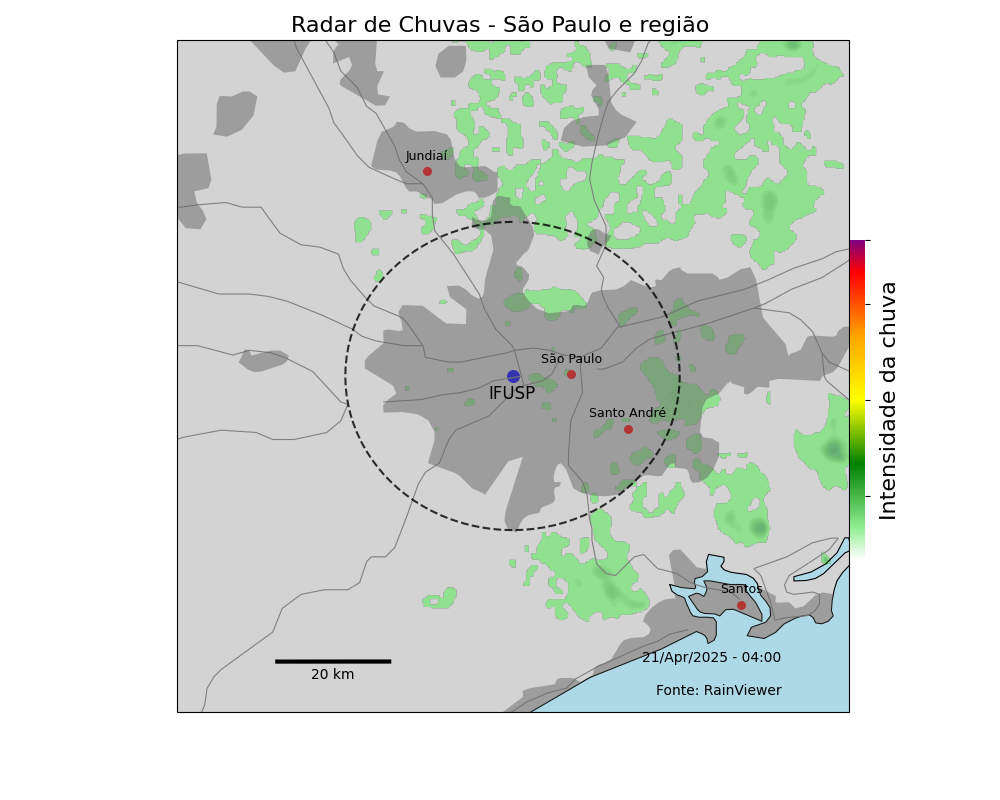 Radar de Chuvas - São Paulo e região
Jundiaí
São Paulo
IFUSP
Santo André
Santos
Intensidade da chuva
20 km
21/Apr/2025 - 04:00
Fonte: RainViewer